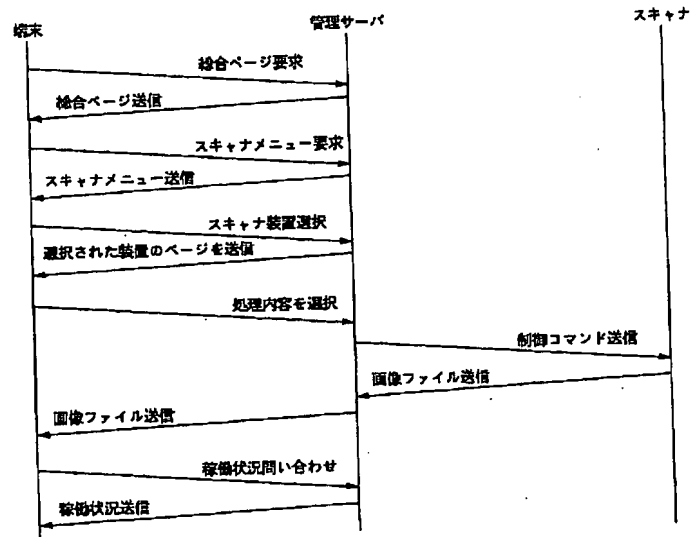 端末
管理サーバ
スキャナ
総合ページ要求
総合ページ送信
スキャナメニュー要求
スキャナメニュー送信
スキャナ装置選択
選択された装置のページを送信
処理内容を選択
制御コマンド送信
画像ファイル送信
画像ファイル送信
稼働状況問い合わせ
稼働状況送信